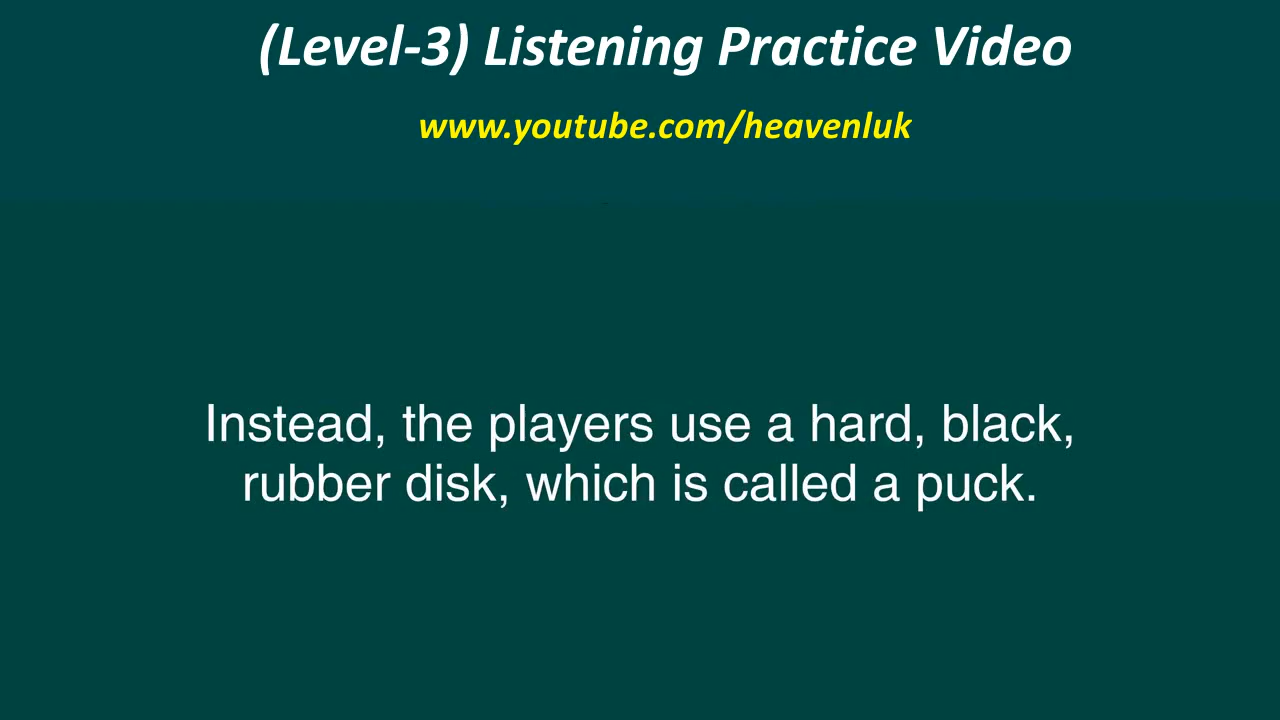 (Level-3) Listening Practice Video
www.youtube.com/heavenluk
Instead, the players use a hard, black,
rubber disk, which is called a puck.